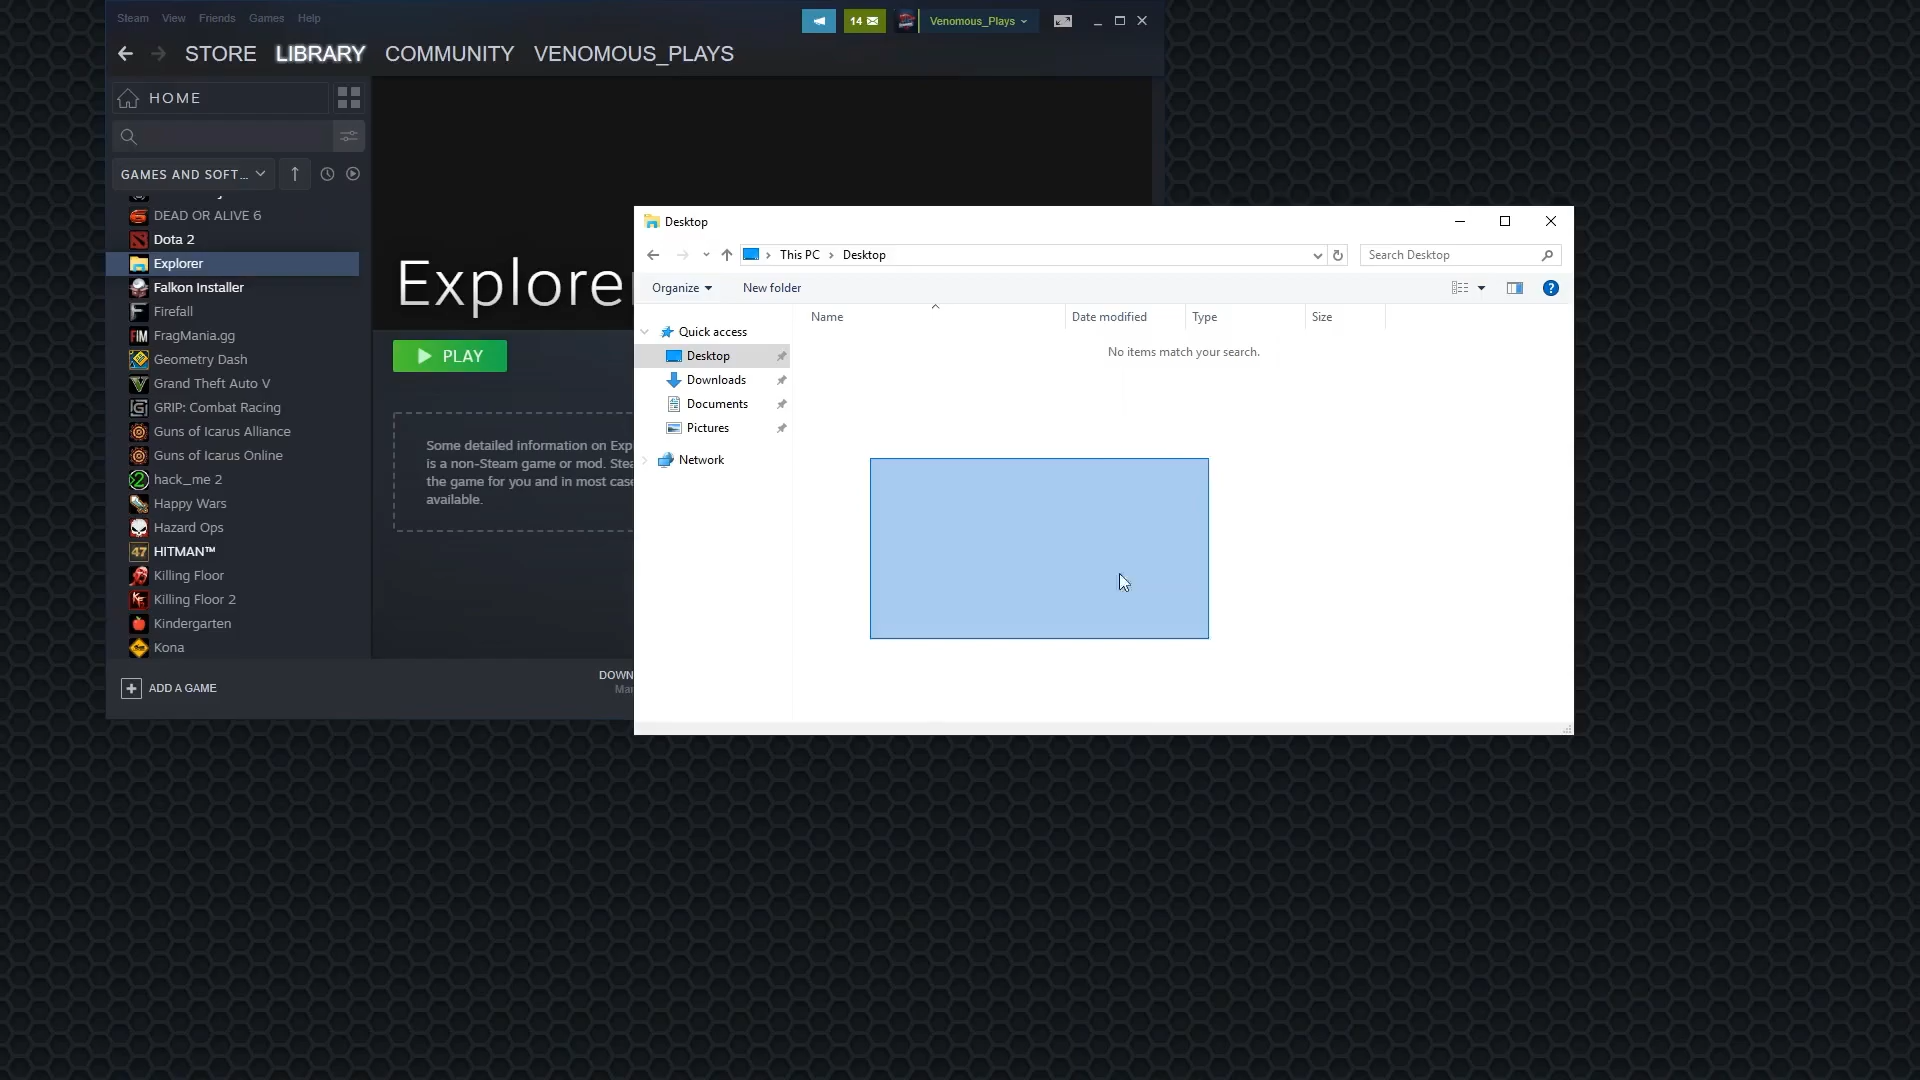 Steam View Friends Games Help
14
Venomous_Plays
STORE LIBRARY COMMUNITY VENOMOUS_PLAYS
HOME
GAMES AND SOFT...
DEAD OR ALIVE 6
Dota 2
Explorer
Falkon Installer
Firefall
FragMania.gg
Geometry Dash
Grand Theft Auto V
GRIP: Combat Racing
Guns of Icarus Alliance
Guns of Icarus Online
hack_me 2
Happy Wars
Hazard Ops
HITMAN™
Killing Floor
Killing Floor 2
Kindergarten
Kona
ADD A GAME
Explorer
PLAY
Some detailed information on Exp
is a non-Steam game or mod. Stea
the game for you and in most case
available.
DOWN
Man
Desktop
This PC > Desktop
Search Desktop
Organize
New folder
Name Date modified Type Size
No items match your search.
Quick access
Desktop
Downloads
Documents
Pictures
Network